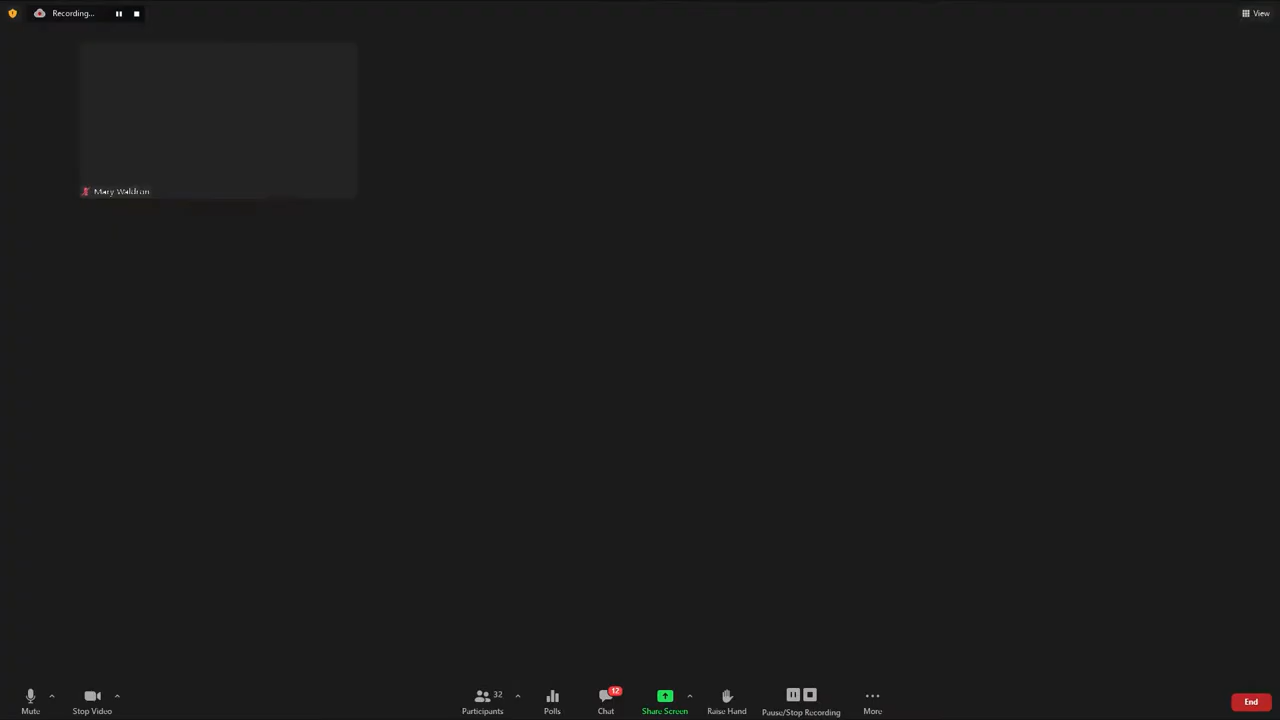 Recording...
View
Mary Waldron
Mute
Stop Video
32
Participants
Polls
12
Chat
Share Screen
Raise Hand
Pause/Stop Recording
More
End